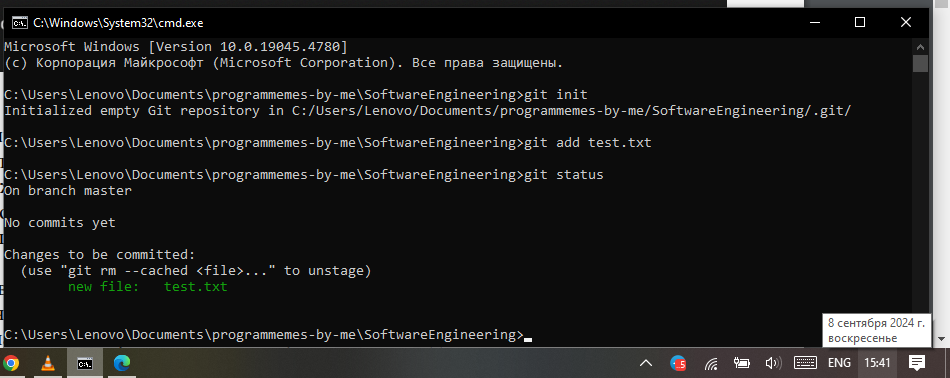 C:\Windows\System32\cmd.exe
Microsoft Windows [Version 10.0.19045.4780]
(c) Корпорация Майкрософт (Microsoft Corporation). Все права защищены.
C:\Users\Lenovo\Documents\programmemes-by-me\SoftwareEngineering>git init
Initialized empty Git repository in C:/Users/Lenovo/Documents/programmemes-by-me/SoftwareEngineering/.git/
C:\Users\Lenovo\Documents\programmemes-by-me\SoftwareEngineering>git add test.txt
C:\Users\Lenovo\Documents\programmemes-by-me\SoftwareEngineering>git status
On branch master
No commits yet
Changes to be committed:
(use "git rm --cached <file>..." to unstage)
new file: test.txt
C:\Users\Lenovo\Documents\programmemes-by-me\SoftwareEngineering>
8 сентября 2024 г.
воскресенье
5 ENG 15:41